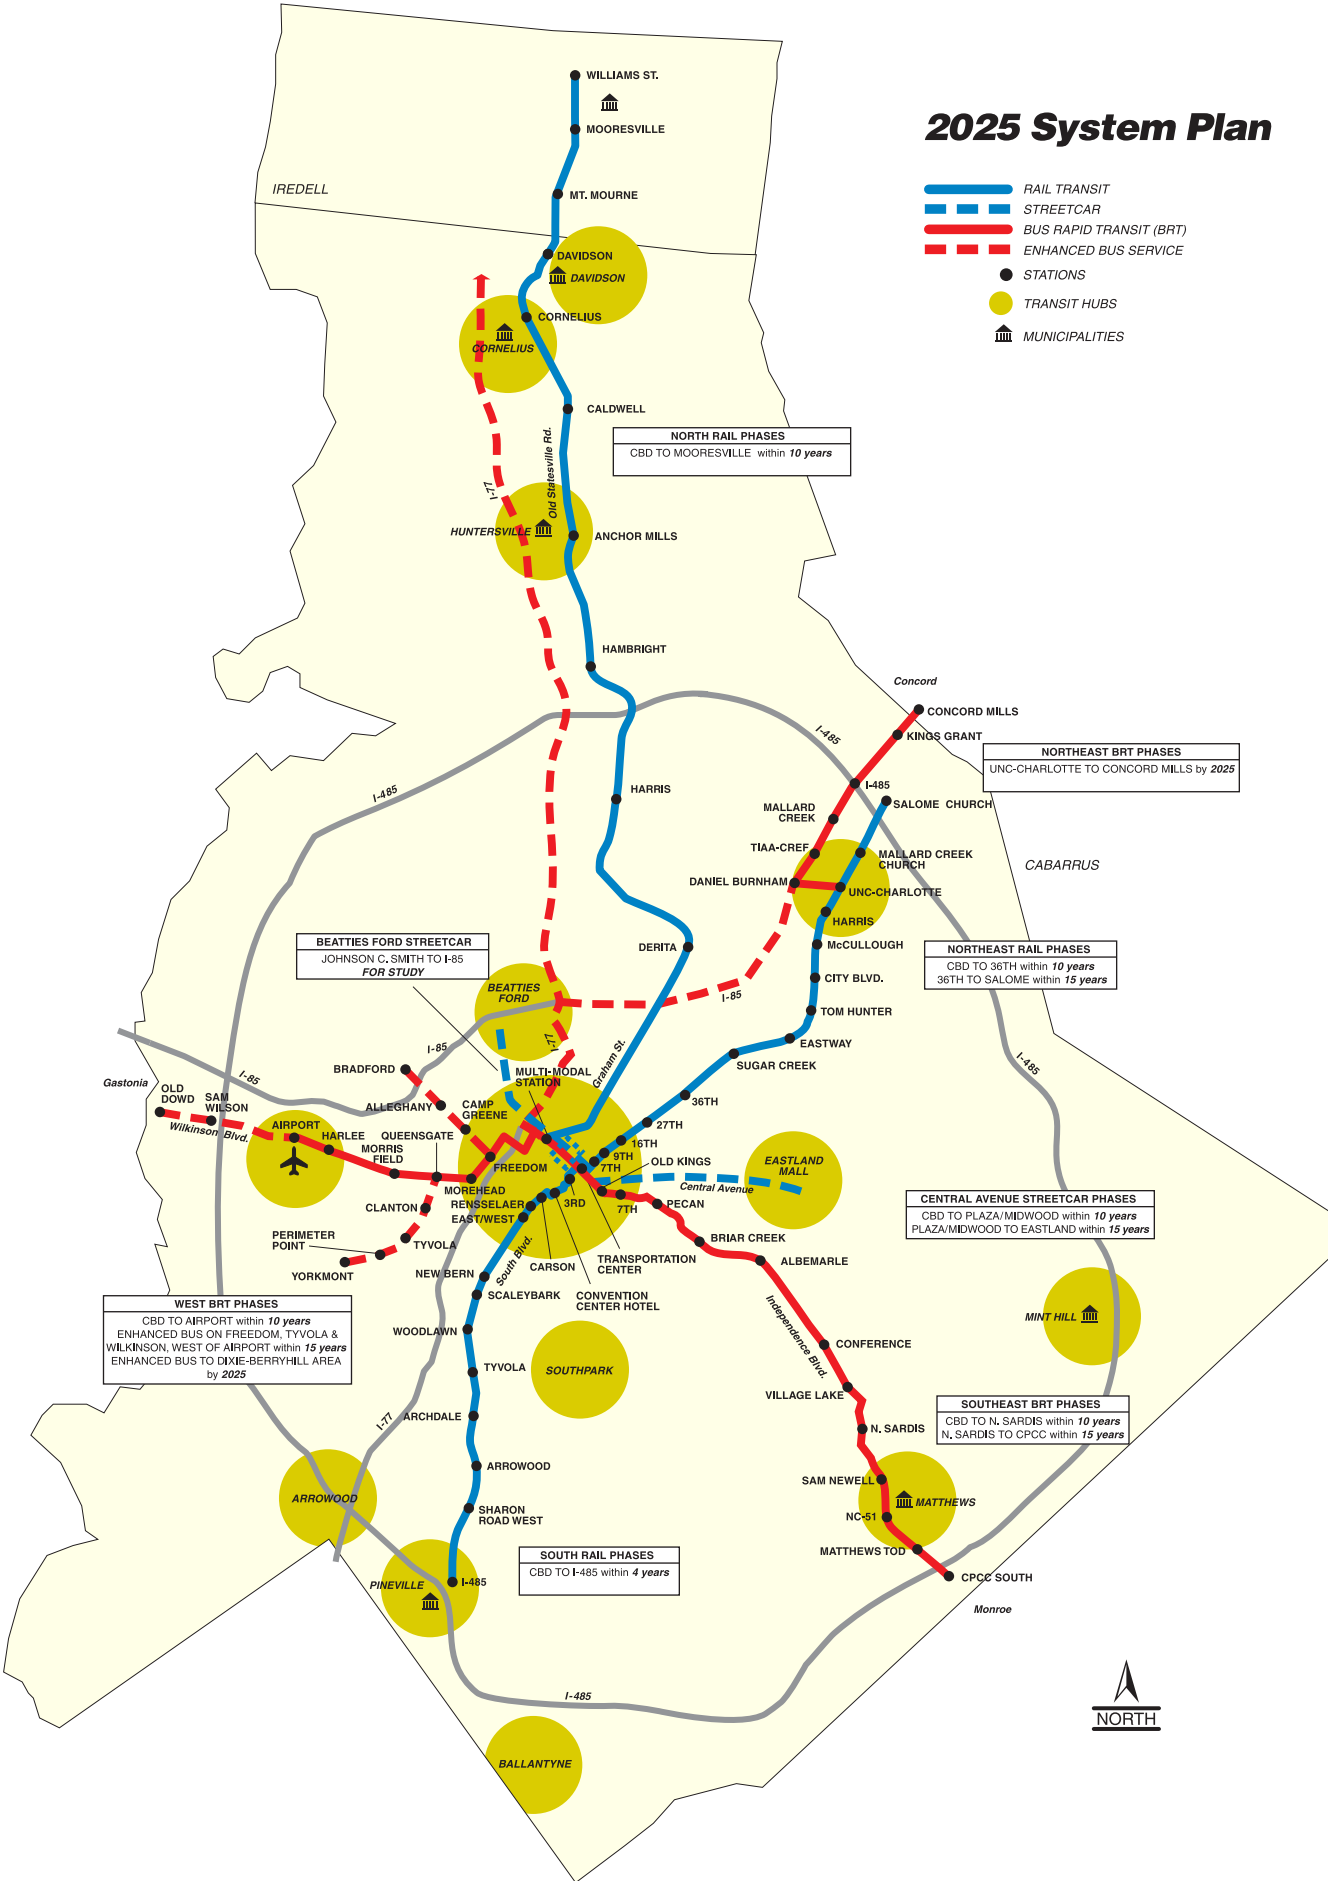 2025 System Plan
RAIL TRANSIT
STREETCAR
BUS RAPID TRANSIT (BRT)
ENHANCED BUS SERVICE
STATIONS
TRANSIT HUBS
MUNICIPALITIES
WILLIAMS ST.
MOORESVILLE
IREDELL
MT. MOURNE
DAVIDSON
DAVIDSON
CORNELIUS
CORNELIUS
CALDWELL
NORTH RAIL PHASES
CBD TO MOORESVILLE within 10 years
Old Statesville Rd.
I-77
HUNTERSVILLE
ANCHOR MILLS
HAMBRIGHT
Concord
CONCORD MILLS
KINGS GRANT
I-485
NORTHEAST BRT PHASES
UNC-CHARLOTTE TO CONCORD MILLS by 2025
I-485
I-485
HARRIS
SALOME CHURCH
MALLARD
CREEK
TIAA-CREF
MALLARD CREEK
CHURCH
CABARRUS
DANIEL BURNHAM
UNC-CHARLOTTE
HARRIS
DERITA
McCULLOUGH
NORTHEAST RAIL PHASES
CBD TO 36TH within 10 years
36TH TO SALOME within 15 years
BEATTIES FORD STREETCAR
JOHNSON C. SMITH TO I-85
FOR STUDY
CITY BLVD.
BEATTIES
FORD
I-85
TOM HUNTER
EASTWAY
I-77
I-85
Graham St.
SUGAR CREEK
I-485
Gastonia
I-85
BRADFORD
MULTI-MODAL
STATION
OLD
DOWD
SAM
WILSON
ALLEGHANY
CAMP
GREENE
36TH
Wilkinson Blvd.
AIRPORT
HARLEE
QUEENSGATE
27TH
MORRIS
FIELD
16TH
9TH
7TH
OLD KINGS
FREEDOM
EASTLAND
MALL
MOREHEAD
Central Avenue
RENSSELAER
EAST/WEST
3RD
7TH
PECAN
CLANTON
CENTRAL AVENUE STREETCAR PHASES
CBD TO PLAZA/MIDWOOD within 10 years
PLAZA/MIDWOOD TO EASTLAND within 15 years
PERIMETER
POINT
TYVOLA
South Blvd.
BRIAR CREEK
YORKMONT
NEW BERN
CARSON
TRANSPORTATION
CENTER
ALBEMARLE
SCALEYBARK
CONVENTION
CENTER HOTEL
WEST BRT PHASES
CBD TO AIRPORT within 10 years
ENHANCED BUS ON FREEDOM, TYVOLA &
WILKINSON, WEST OF AIRPORT within 15 years
ENHANCED BUS TO DIXIE-BERRYHILL AREA
by 2025
MINT HILL
WOODLAWN
Independence Blvd.
CONFERENCE
TYVOLA
SOUTHPARK
VILLAGE LAKE
ARCHDALE
I-77
N. SARDIS
SOUTHEAST BRT PHASES
CBD TO N. SARDIS within 10 years
N. SARDIS TO CPCC within 15 years
ARROWOOD
SAM NEWELL
ARROWOOD
MATTHEWS
SHARON
ROAD WEST
NC-51
MATTHEWS TOD
SOUTH RAIL PHASES
CBD TO I-485 within 4 years
PINEVILLE
I-485
CPCC SOUTH
Monroe
I-485
NORTH
BALLANTYNE